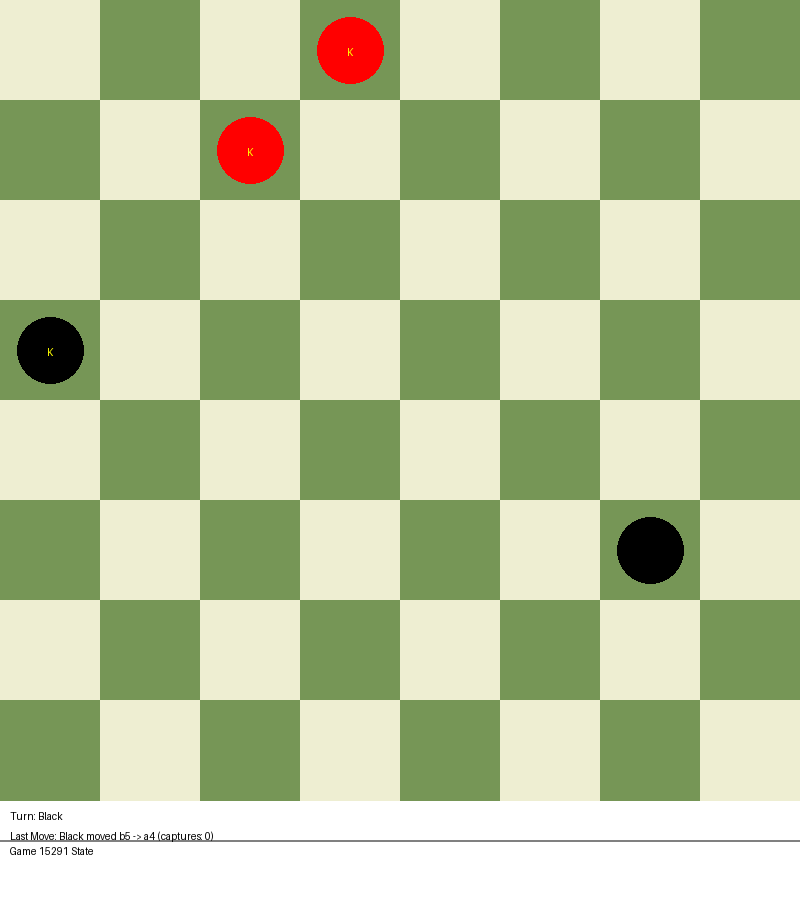 K
K
K
Turn: Black
Last Move: Black moved b5 -> a4 (captures: 0)
Game 15291 State